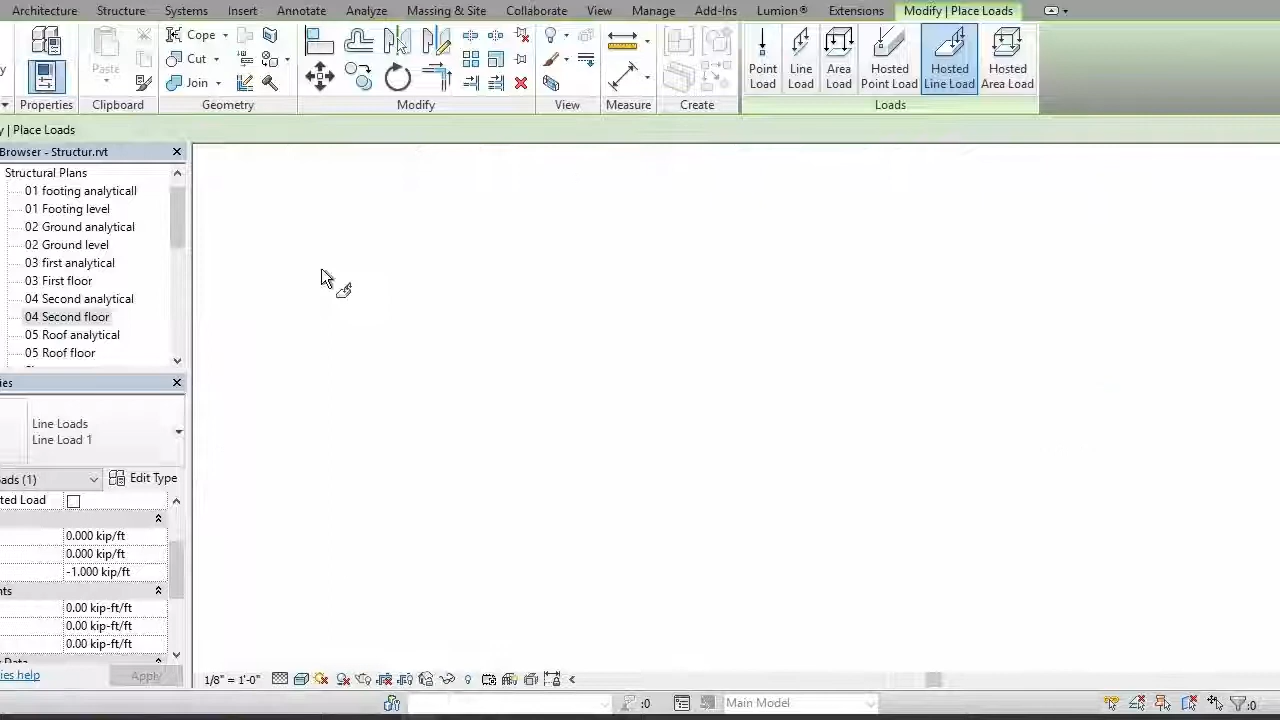 Architecture Structure Systems Insert Annotate Analyze Massing & Site Collaborate View Manage Add-Ins Lumion® Extensions Modify | Place Loads
Cope
Cut
Join
Paste
Point Load
Line Load
Area Load
Hosted Point Load
Hosted Line Load
Hosted Area Load
Properties Clipboard Geometry Modify View Measure Create Loads
y | Place Loads
Browser - Structur.rvt
Structural Plans
01 footing analyticall
01 Footing level
02 Ground analytical
02 Ground level
03 first analytical
03 First floor
04 Second analytical
04 Second floor
05 Roof analytical
05 Roof floor
ies
Line Loads
Line Load 1
oads (1) Edit Type
ted Load
0.000 kip/ft
0.000 kip/ft
-1.000 kip/ft
nts
0.00 kip-ft/ft
0.00 kip-ft/ft
0.00 kip-ft/ft
ies help Apply
1/8" = 1'-0"
:0 Main Model :0